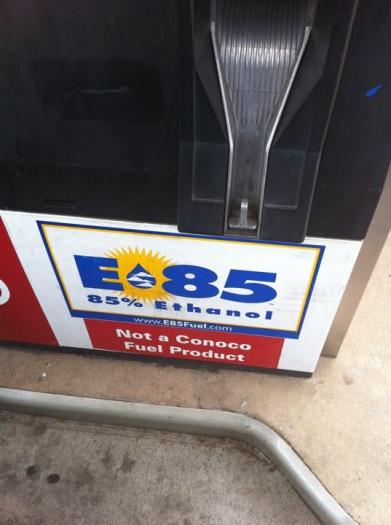 E85
85% Ethanol
www.E85Fuel.com
Not a Conoco
Fuel Product